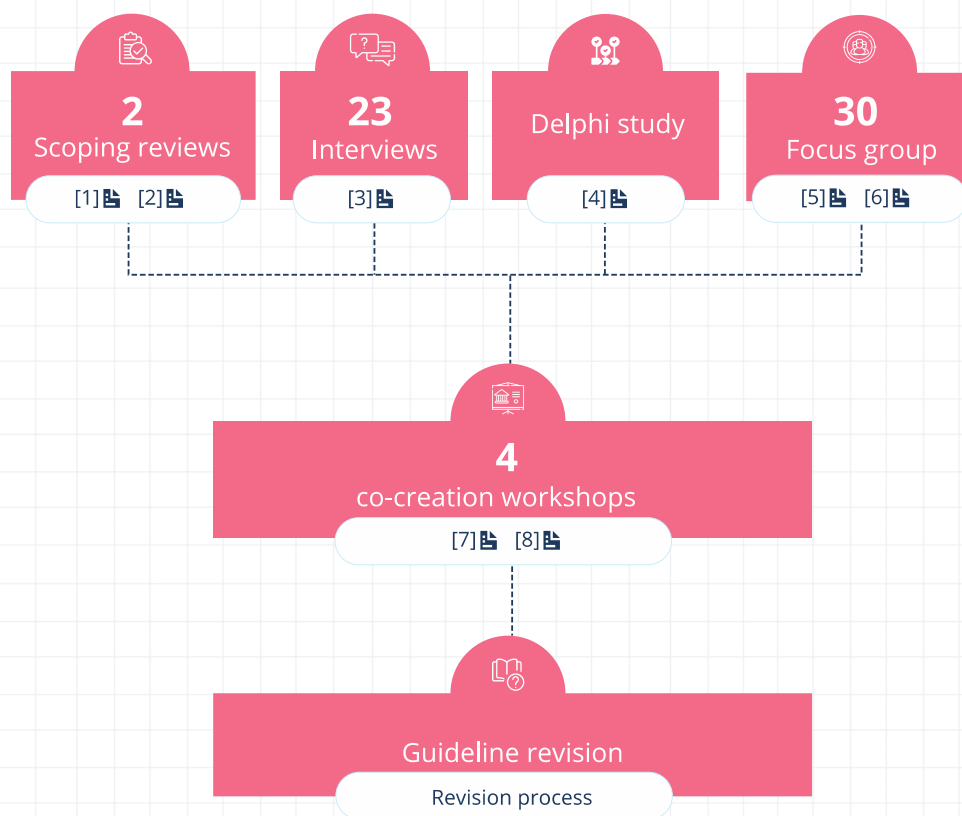 2
Scoping reviews
[1] [2]
23
Interviews
[3]
Delphi study
[4]
30
Focus group
[5] [6]
4
co-creation workshops
[7] [8]
Guideline revision
Revision process